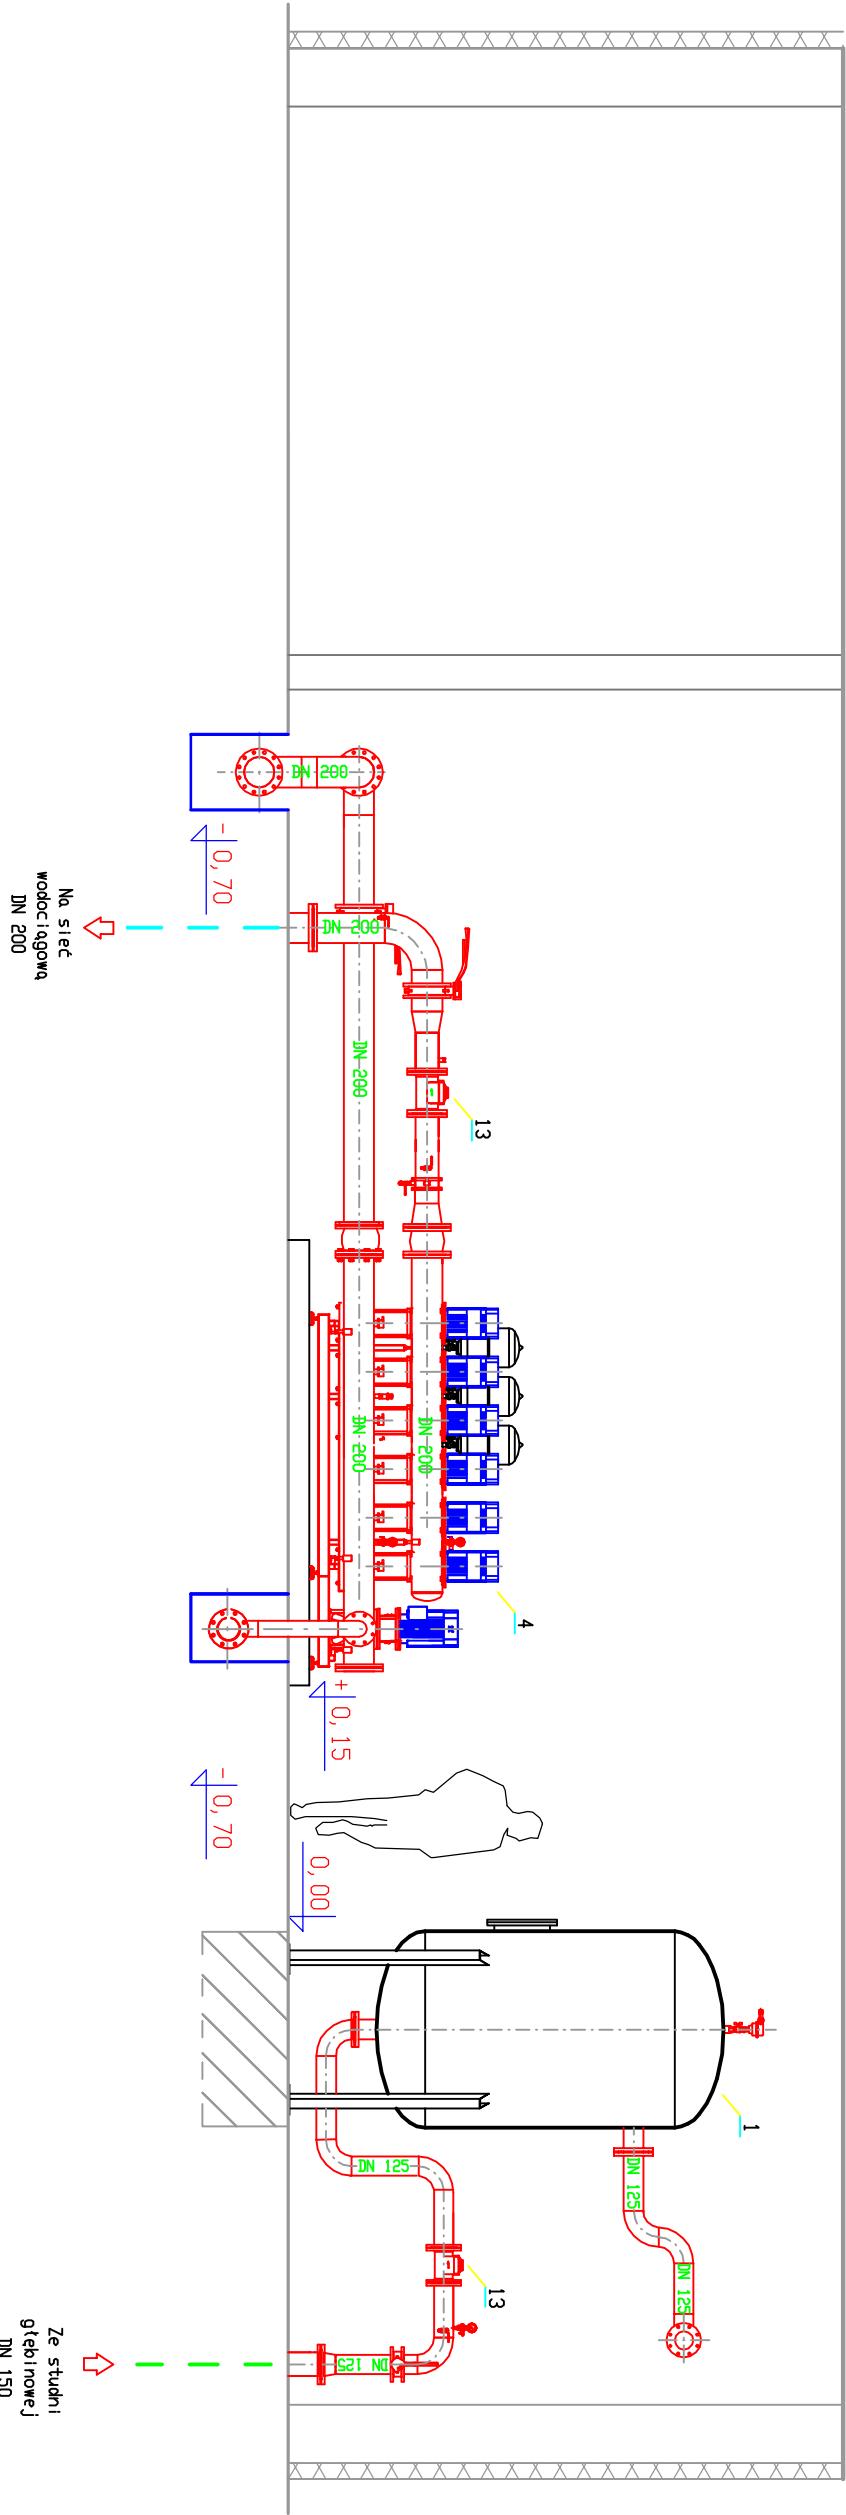 DN 200
- 0,70
Na sieć
wodociągową
DN 200
DN 200
DN 200
13
DN 200
DN 200
4
+ 0,15
- 0,70
0,00
1
DN 125
DN 125
DN 125
13
DN 125
Ze studni
głębinowej
DN 150